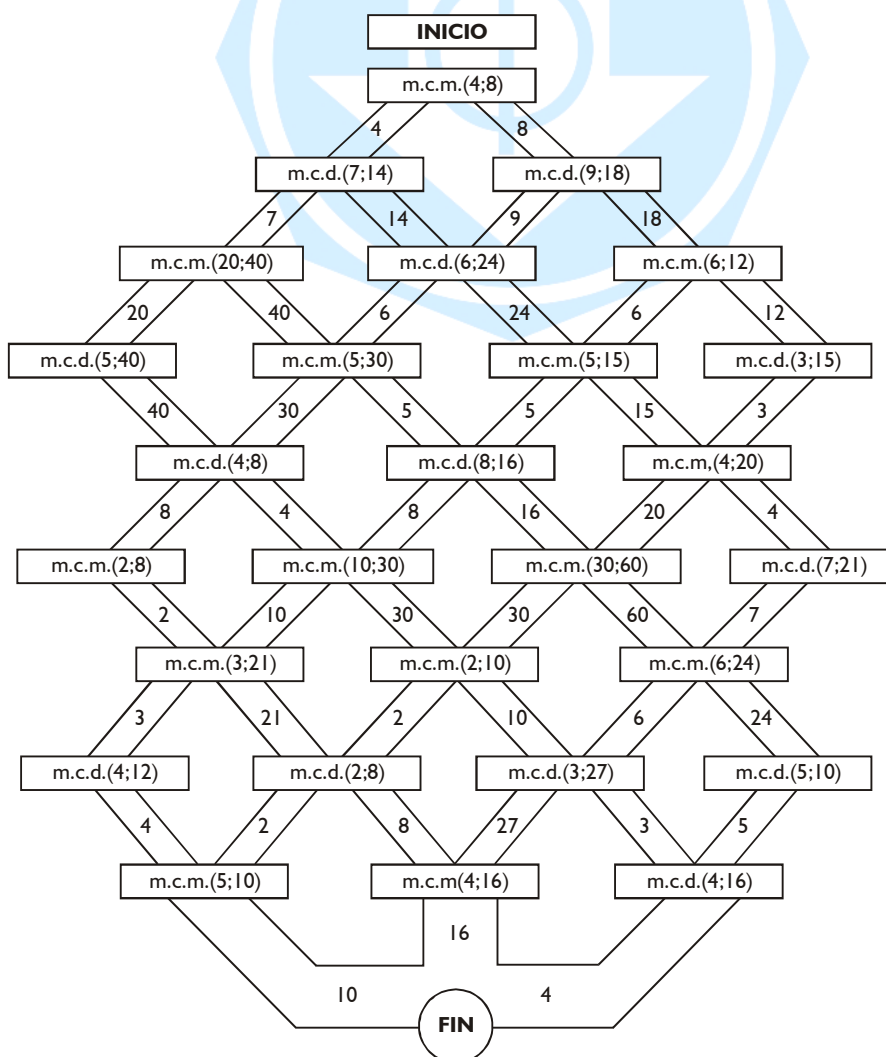 INICIO
m.c.m.(4;8)
4 8
m.c.d.(7;14) m.c.d.(9;18)
7 14 9 18
m.c.m.(20;40) m.c.d.(6;24) m.c.m.(6;12)
20 40 6 24 6 12
m.c.d.(5;40) m.c.m.(5;30) m.c.m.(5;15) m.c.d.(3;15)
40 30 5 5 15 3
m.c.d.(4;8) m.c.d.(8;16) m.c.m,(4;20)
8 4 8 16 20 4
m.c.m.(2;8) m.c.m.(10;30) m.c.m.(30;60) m.c.d.(7;21)
2 10 30 30 60 7
m.c.m.(3;21) m.c.m.(2;10) m.c.m.(6;24)
3 21 2 10 6 24
m.c.d.(4;12) m.c.d.(2;8) m.c.d.(3;27) m.c.d.(5;10)
4 2 8 27 3 5
m.c.m.(5;10) m.c.m(4;16) m.c.d.(4;16)
16
10 4
FIN